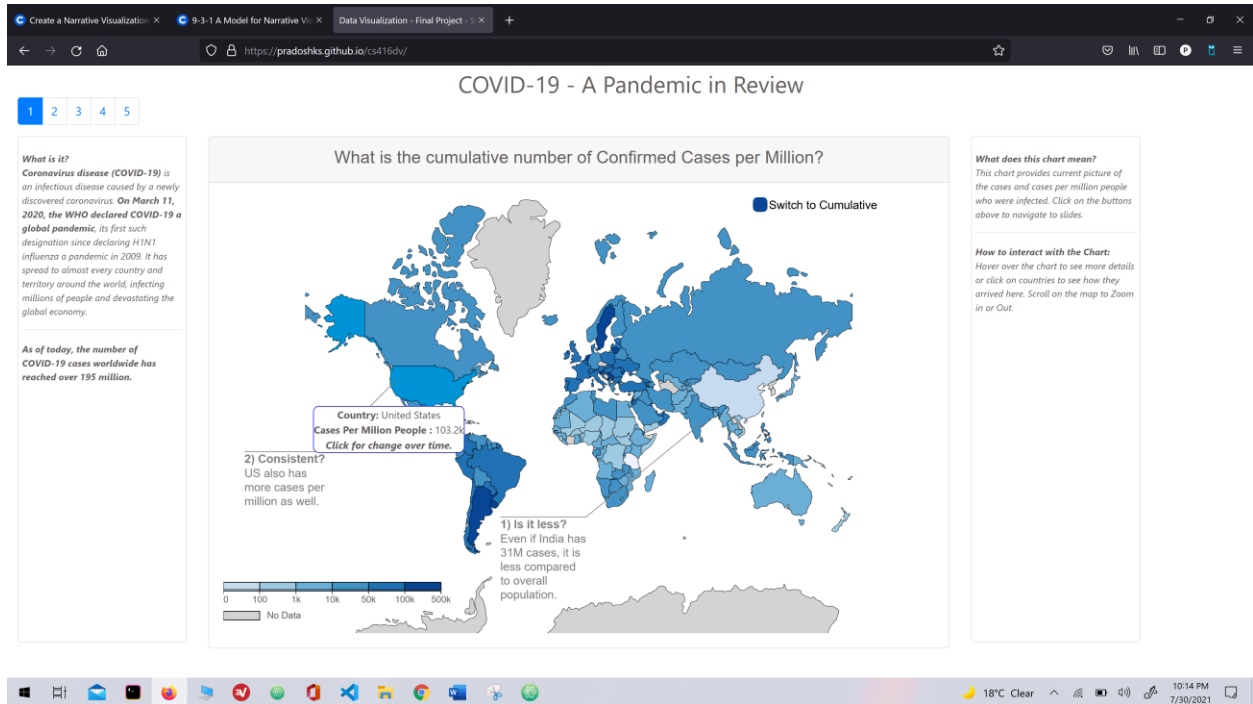 Create a Narrative Visualization
9-3-1 A Model for Narrative Vis
Data Visualization - Final Project - S
https://pradoshks.github.io/cs416dv/
COVID-19 - A Pandemic in Review
1 2 3 4 5
What is it?
Coronavirus disease (COVID-19) is
an infectious disease caused by a newly
discovered coronavirus. On March 11,
2020, the WHO declared COVID-19 a
global pandemic, its first such
designation since declaring H1N1
influenza a pandemic in 2009. It has
spread to almost every country and
territory around the world, infecting
millions of people and devastating the
global economy.
As of today, the number of
COVID-19 cases worldwide has
reached over 195 million.
What is the cumulative number of Confirmed Cases per Million?
Switch to Cumulative
Country: United States
Cases Per Milion People : 103.2k
Click for change over time.
2) Consistent?
US also has
more cases per
million as well.
1) Is it less?
Even if India has
31M cases, it is
less compared
to overall
population.
0 100 1k 10k 50k 100k 500k
No Data
What does this chart mean?
This chart provides current picture of
the cases and cases per million people
who were infected. Click on the buttons
above to navigate to slides.
How to interact with the Chart:
Hover over the chart to see more details
or click on countries to see how they
arrived here. Scroll on the map to Zoom
in or Out.
18°C Clear
10:14 PM
7/30/2021